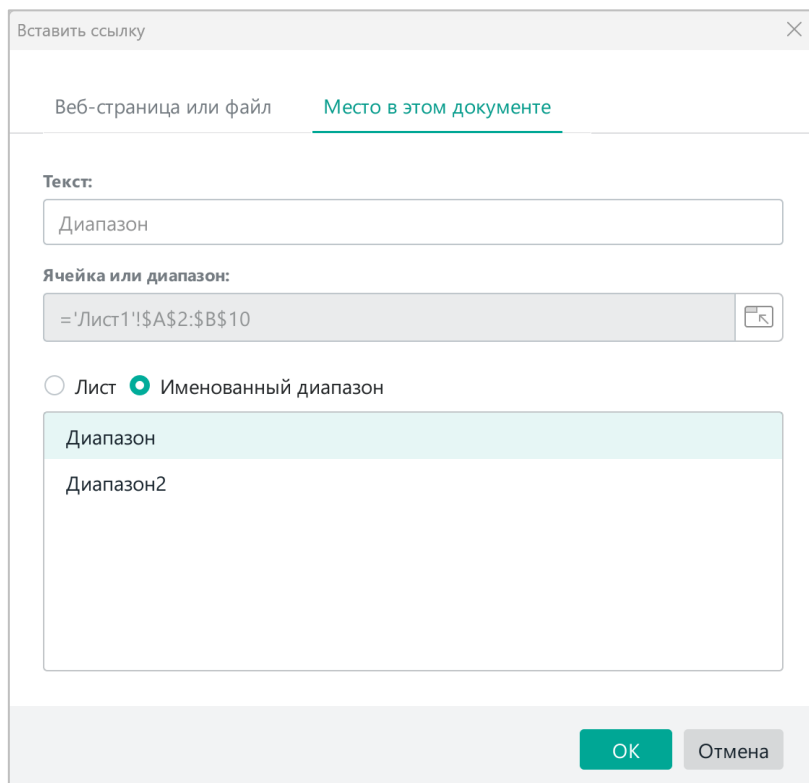 Вставить ссылку
Веб-страница или файл Место в этом документе
Текст:
Диапазон
Ячейка или диапазон:
='Лист1'!$A$2:$B$10
Лист Именованный диапазон
Диапазон
Диапазон2
ОК Отмена